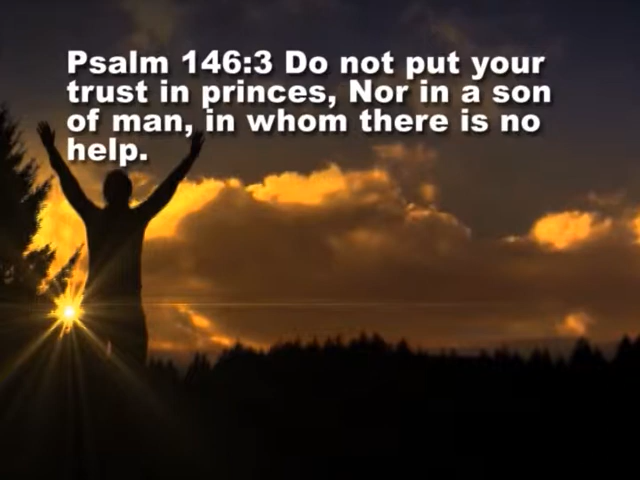 Psalm 146:3 Do not put your
trust in princes, Nor in a son
of man, in whom there is no
help.